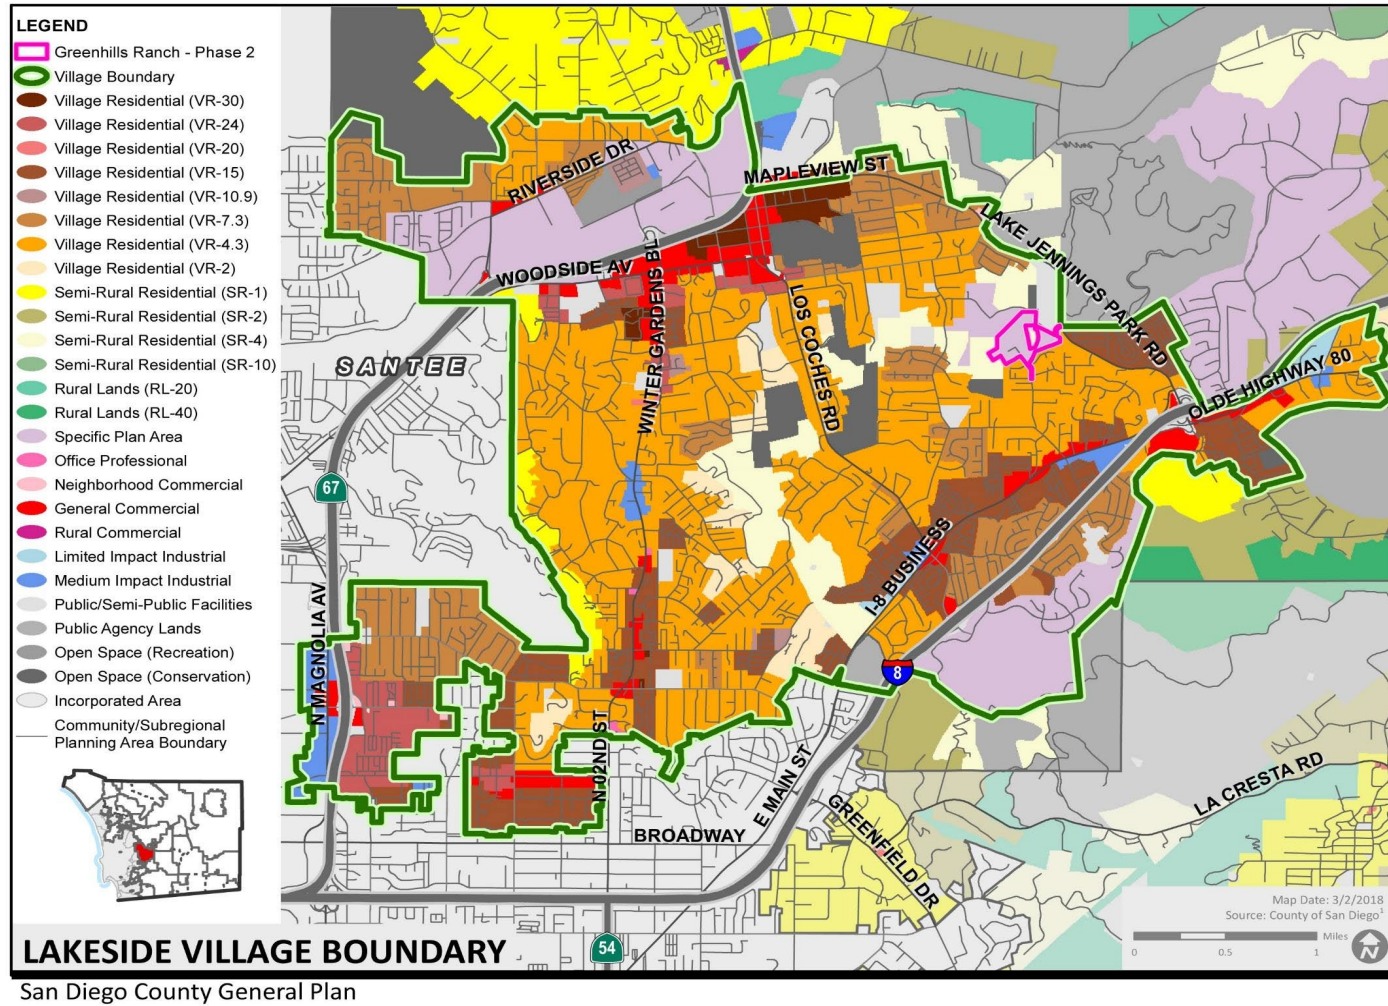 LEGEND
Greenhills Ranch - Phase 2
Village Boundary
Village Residential (VR-30)
Village Residential (VR-24)
Village Residential (VR-20)
Village Residential (VR-15)
Village Residential (VR-10.9)
Village Residential (VR-7.3)
Village Residential (VR-4.3)
Village Residential (VR-2)
Semi-Rural Residential (SR-1)
Semi-Rural Residential (SR-2)
Semi-Rural Residential (SR-4)
Semi-Rural Residential (SR-10)
Rural Lands (RL-20)
Rural Lands (RL-40)
Specific Plan Area
Office Professional
Neighborhood Commercial
General Commercial
Rural Commercial
Limited Impact Industrial
Medium Impact Industrial
Public/Semi-Public Facilities
Public Agency Lands
Open Space (Recreation)
Open Space (Conservation)
Incorporated Area
Community/Subregional
Planning Area Boundary
RIVERSIDE DR
MAPLEVIEW ST
LAKE JENNINGS PARK RD
WOODSIDE AV
WINTER GARDENS BL
LOS COCHES RD
SANTEE
OLDE HIGHWAY 80
67
I-8 BUSINESS
N MAGNOLIA AV
8
N 02ND ST
E MAIN ST
LA CRESTA RD
GREENFIELD DR
BROADWAY
54
Map Date: 3/2/2018
Source: County of San Diego1
Miles
0 0.5 1
N
LAKESIDE VILLAGE BOUNDARY
San Diego County General Plan